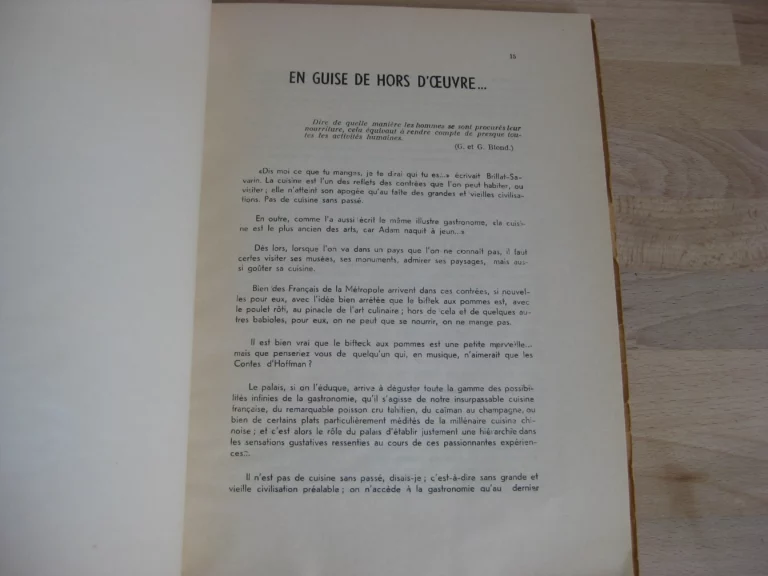 15
EN GUISE DE HORS D'ŒUVRE...
Dire de quelle manière les hommes se sont procurés leur
nourriture, cela équivaut à rendre compte de presque tou-
tes les activités humaines.
(G. et G. Blond.)
«Dis moi ce que tu manges, je te dirai qui tu es...» écrivait Brillat-Sa-
varin. La cuisine est l'un des reflets des contrées que l'on peut habiter, ou
visiter ; elle n'atteint son apogée qu'au faîte des grandes et vieilles civilisa-
tions. Pas de cuisine sans passé.
En outre, comme l'a aussi écrit le même illustre gastronome, «la cuisi-
ne est le plus ancien des arts, car Adam naquit à jeun...»
Dès lors, lorsque l'on va dans un pays que l'on ne connaît pas, il faut
certes visiter ses musées, ses monuments, admirer ses paysages, mais aus-
si goûter sa cuisine.
Bien des Français de la Métropole arrivent dans ces contrées, si nouvel-
les pour eux, avec l'idée bien arrêtée que le biftek aux pommes est, avec
le poulet rôti, au pinacle de l'art culinaire ; hors de cela et de quelques au-
tres babioles, pour eux, on ne peut que se nourrir, on ne mange pas.
Il est bien vrai que le bifteck aux pommes est une petite merveille...
mais que penseriez vous de quelqu'un qui, en musique, n'aimerait que les
Contes d'Hoffman ?
Le palais, si on l'éduque, arrive à déguster toute la gamme des possibi-
lités infinies de la gastronomie, qu'il s'agisse de notre insurpassable cuisine
française, du remarquable poisson cru tahitien, du caïman au champagne, ou
bien de certains plats particulièrement médités de la millénaire cuisine chi-
noise ; et c'est alors le rôle du palais d'établir justement une hiérarchie dans
les sensations gustatives ressenties au cours de ces passionnantes expérien-
ces...
Il n'est pas de cuisine sans passé, disais-je ; c'est-à-dire sans grande et
vieille civilisation préalable ; on n'accède à la gastronomie qu'au dernier